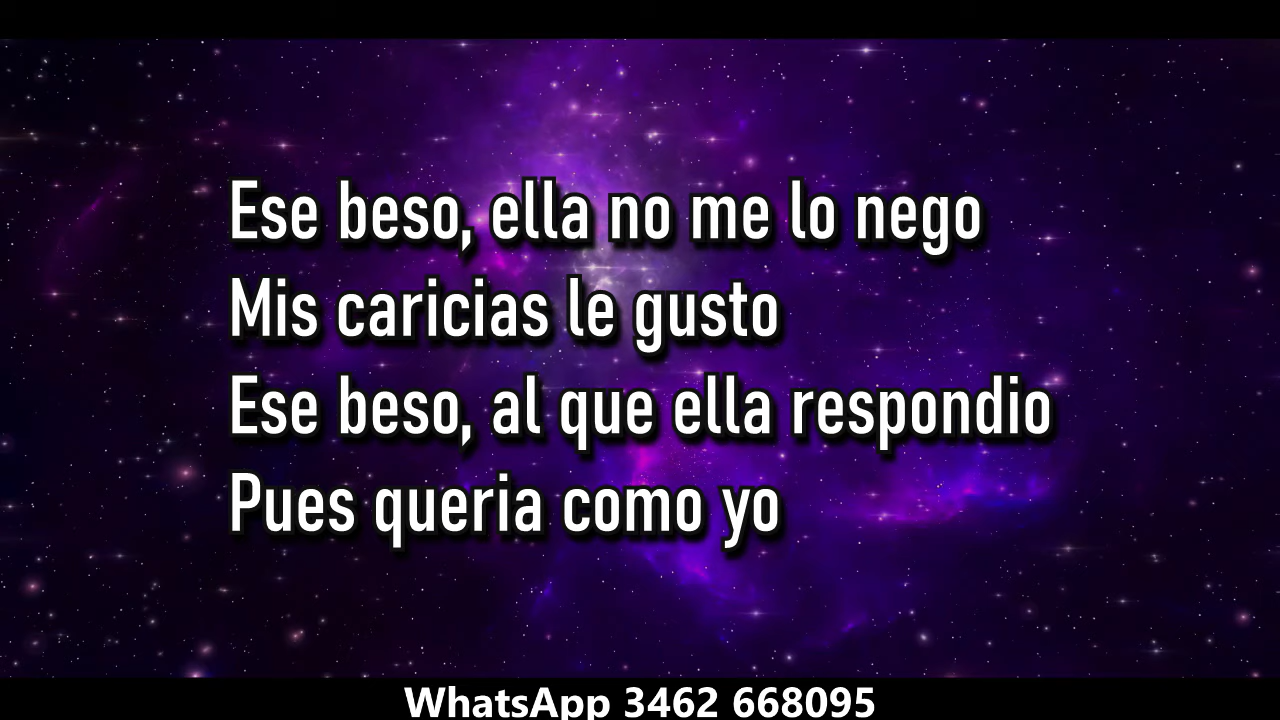 Ese beso, ella no me lo nego
Mis caricias le gusto
Ese beso, al que ella respondio
Pues queria como yo
WhatsApp 3462 668095